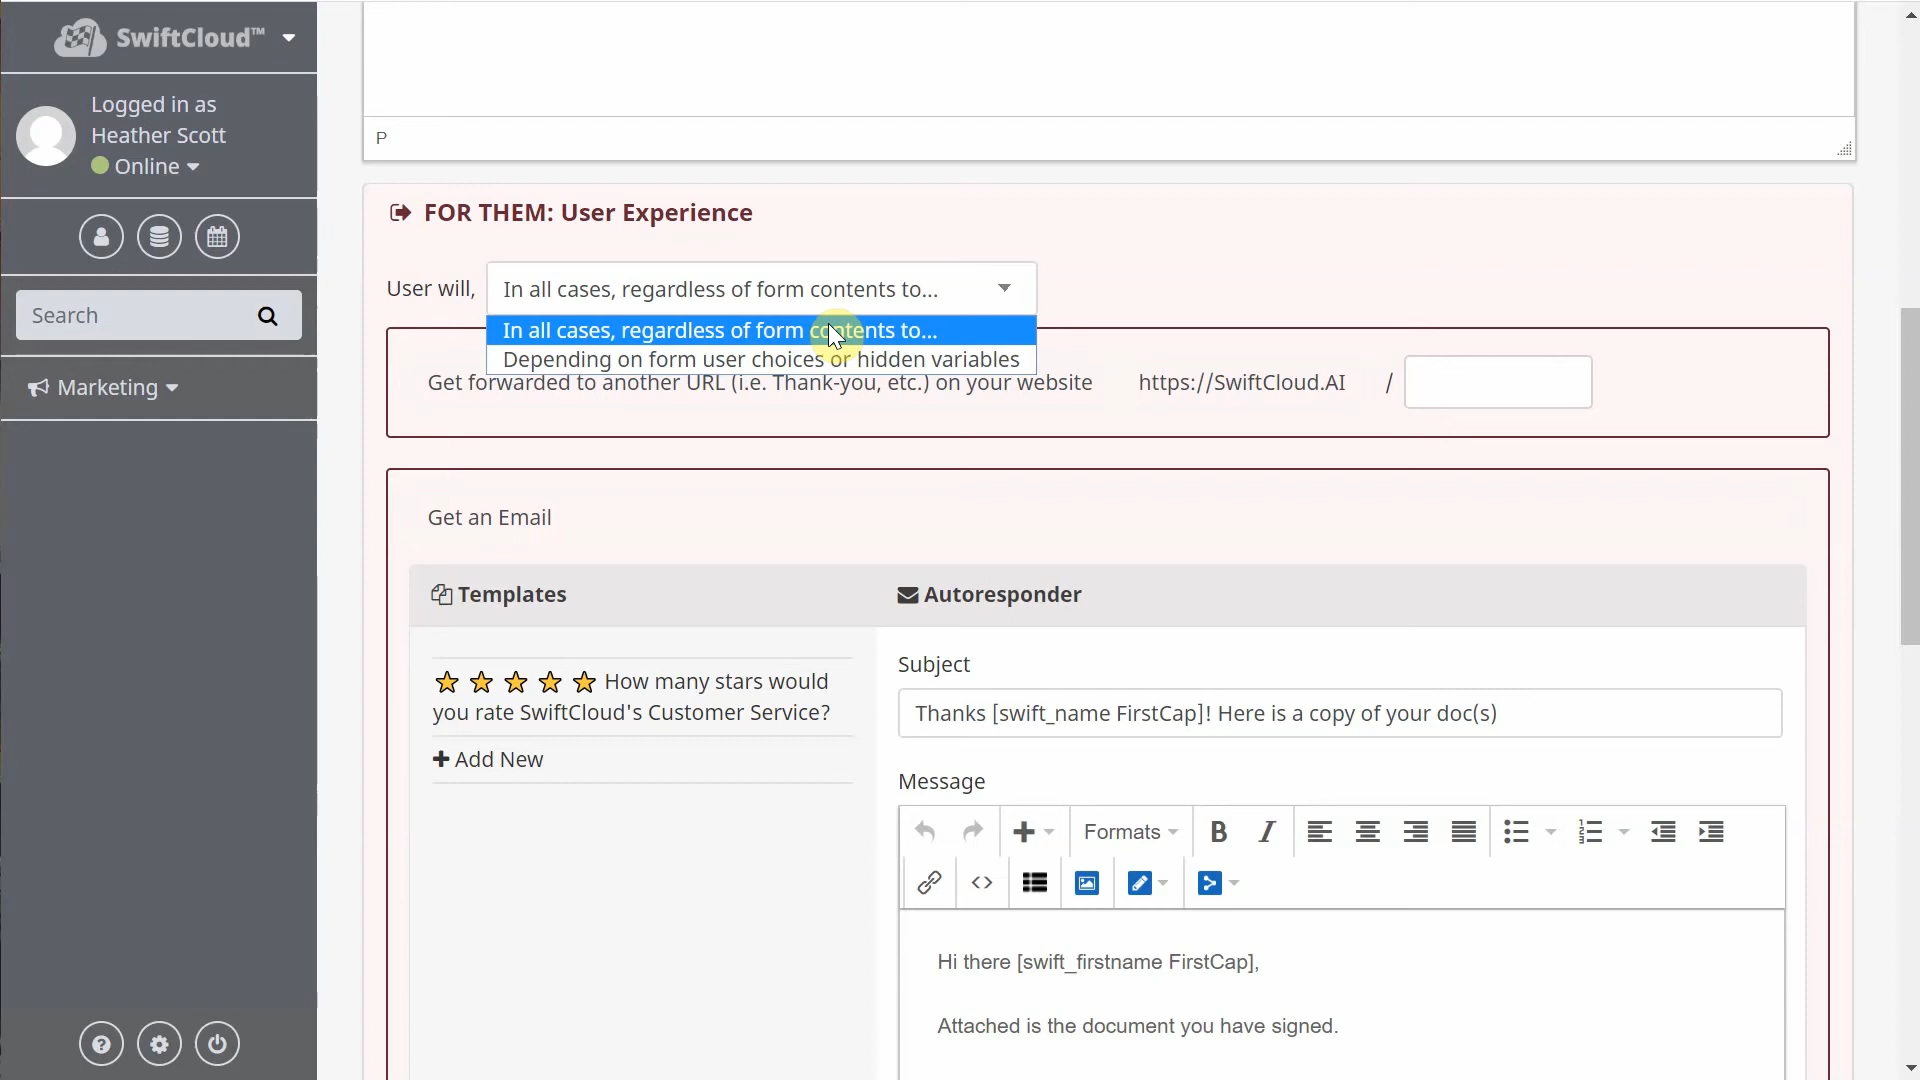 SwiftCloud™
Logged in as
Heather Scott
Online
Search
Marketing
P
FOR THEM: User Experience
User will,
In all cases, regardless of form contents to...
In all cases, regardless of form contents to...
Depending on form user choices or hidden variables
Get forwarded to another URL (i.e. Thank-you, etc.) on your website https://SwiftCloud.AI /
Get an Email
Templates
Autoresponder
How many stars would
you rate SwiftCloud's Customer Service?
Add New
Subject
Thanks [swift_name FirstCap]! Here is a copy of your doc(s)
Message
Formats B I
Hi there [swift_firstname FirstCap],
Attached is the document you have signed.